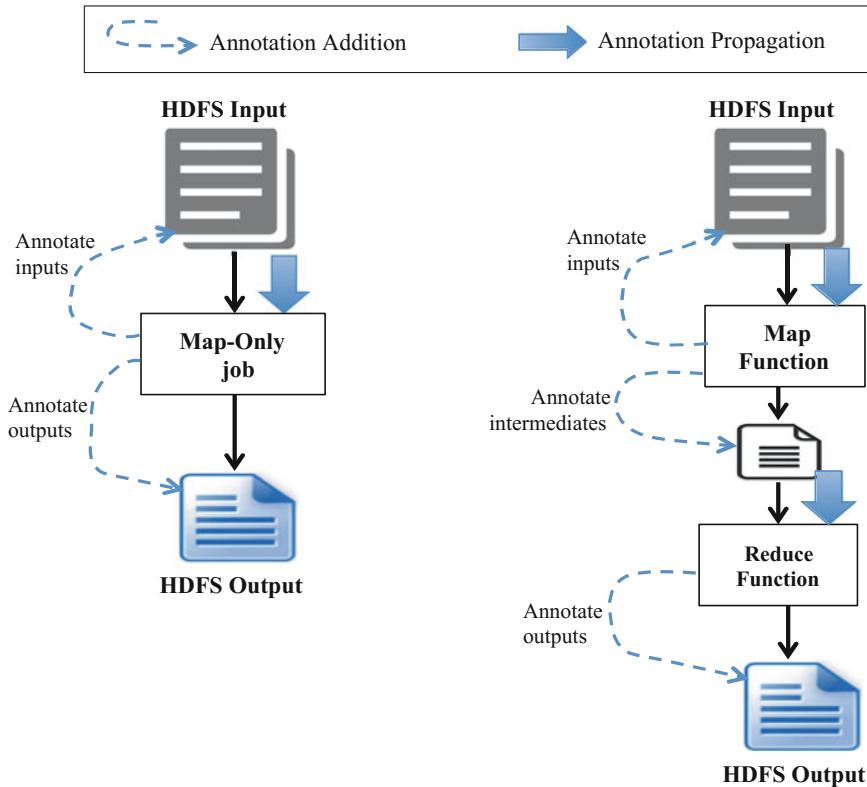 Annotation Addition
Annotation Propagation
HDFS Input
Annotate
inputs
Map-Only
job
Annotate
outputs
HDFS Output
HDFS Input
Annotate
inputs
Map
Function
Annotate
intermediates
Reduce
Function
Annotate
outputs
HDFS Output